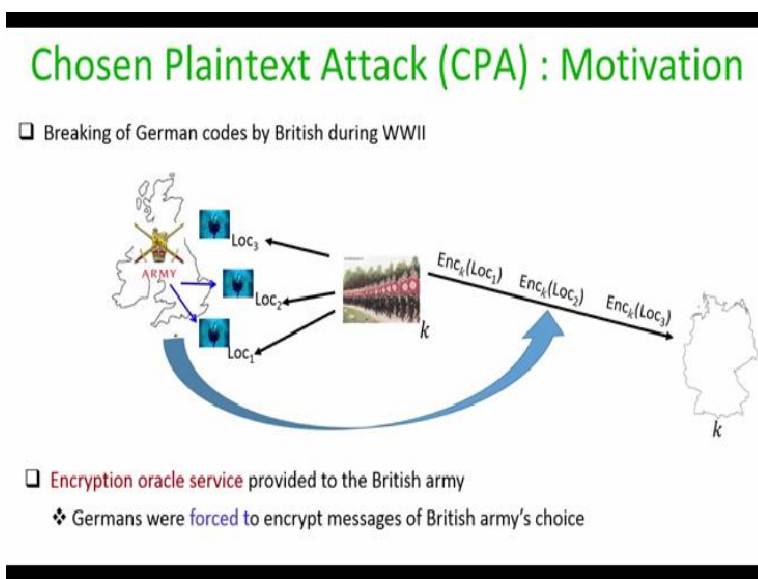 Chosen Plaintext Attack (CPA) : Motivation
❑ Breaking of German codes by British during WWII
ARMY
Loc₃
Loc₂
Loc₁
k
Encₖ(Loc₁) Encₖ(Loc₂) Encₖ(Loc₃)
k
❑ Encryption oracle service provided to the British army
❖ Germans were forced to encrypt messages of British army's choice